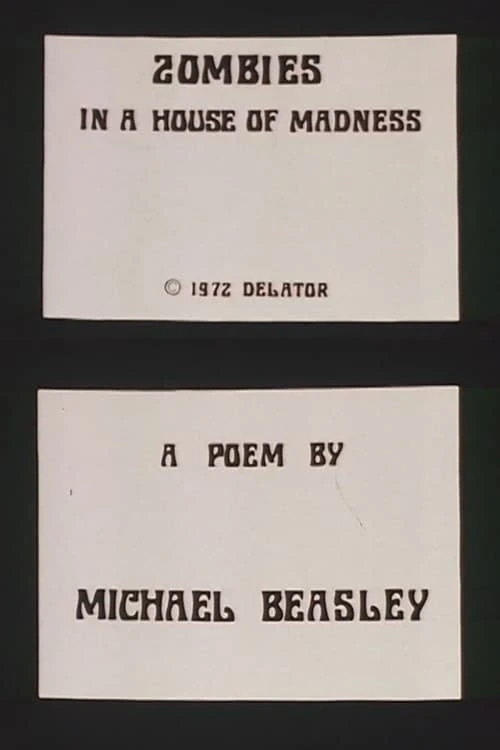 ZOMBIES
IN A HOUSE OF MADNESS
© 1972 DELATOR
A POEM BY
MICHAEL BEASLEY